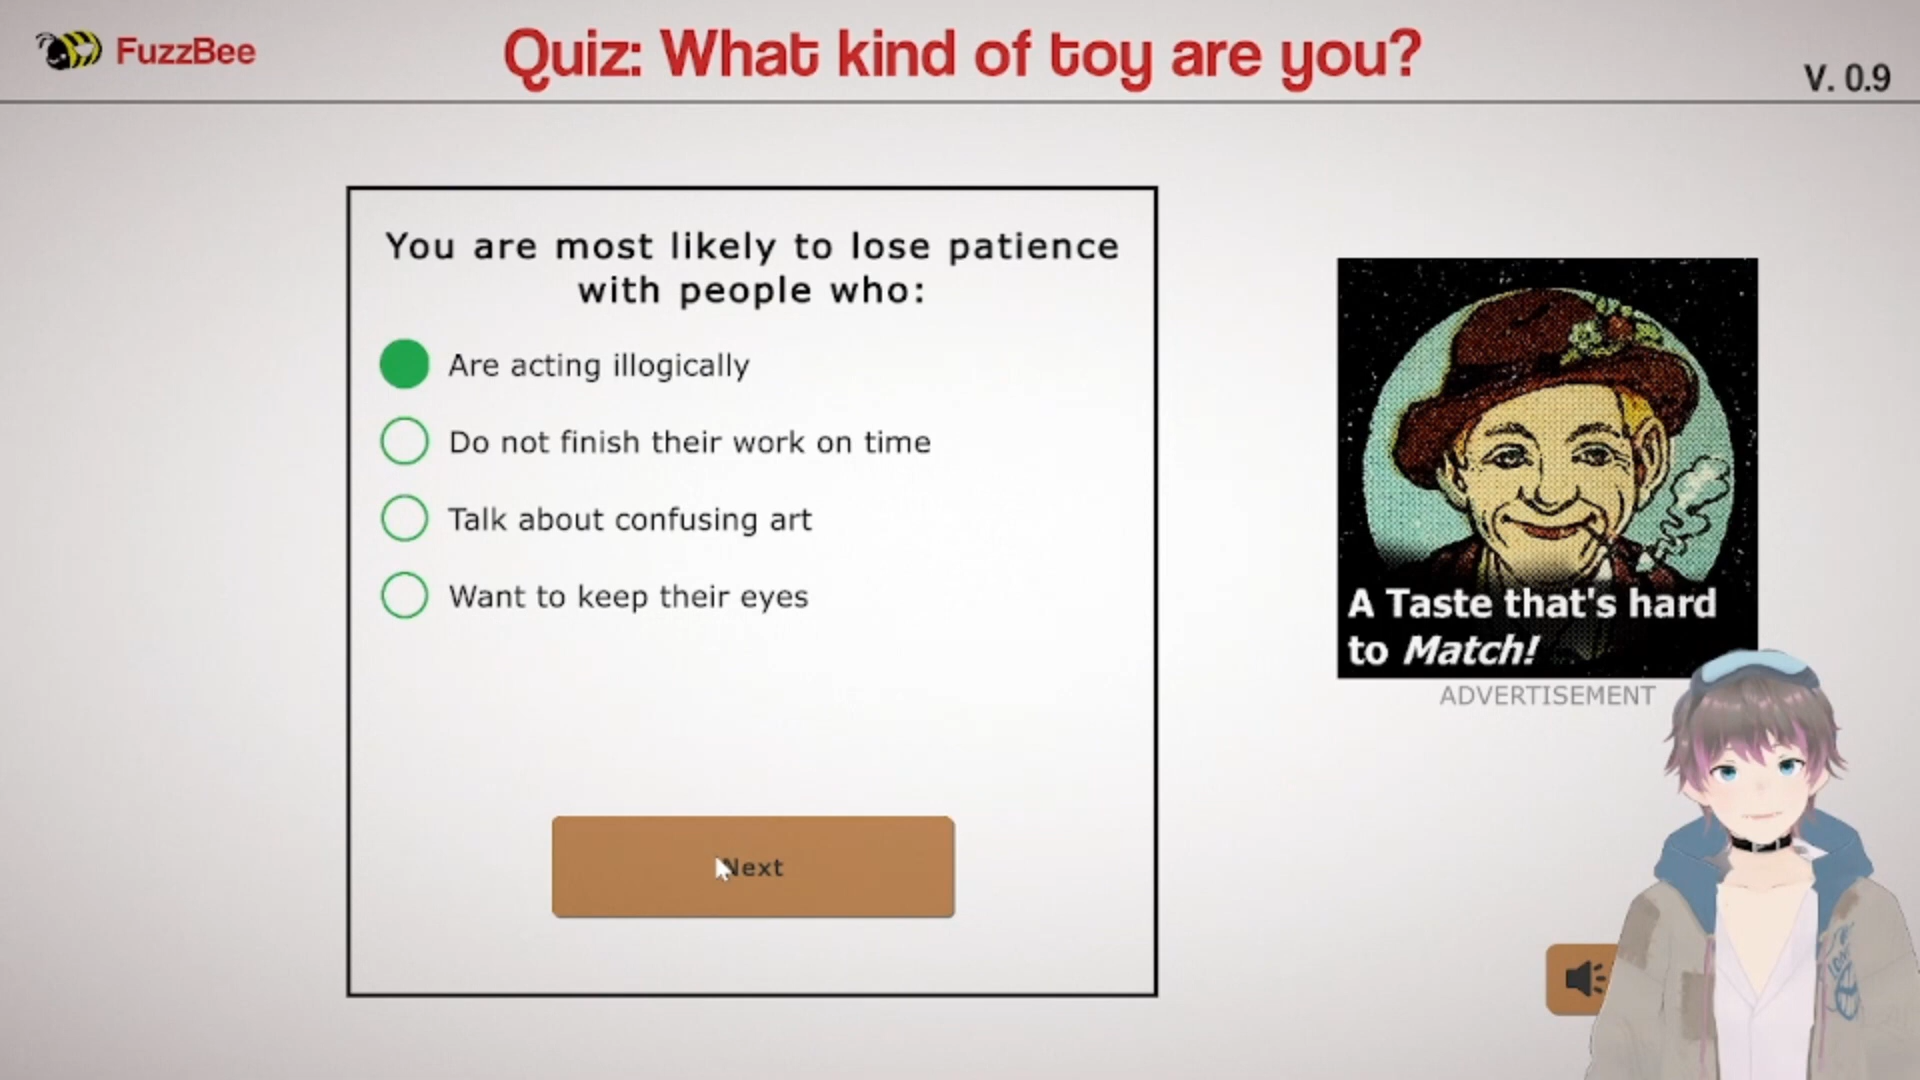 FuzzBee
Quiz: What kind of toy are you?
V. 0.9
You are most likely to lose patience
with people who:
Are acting illogically
Do not finish their work on time
Talk about confusing art
Want to keep their eyes
Next
A Taste that's hard
to Match!
ADVERTISEMENT